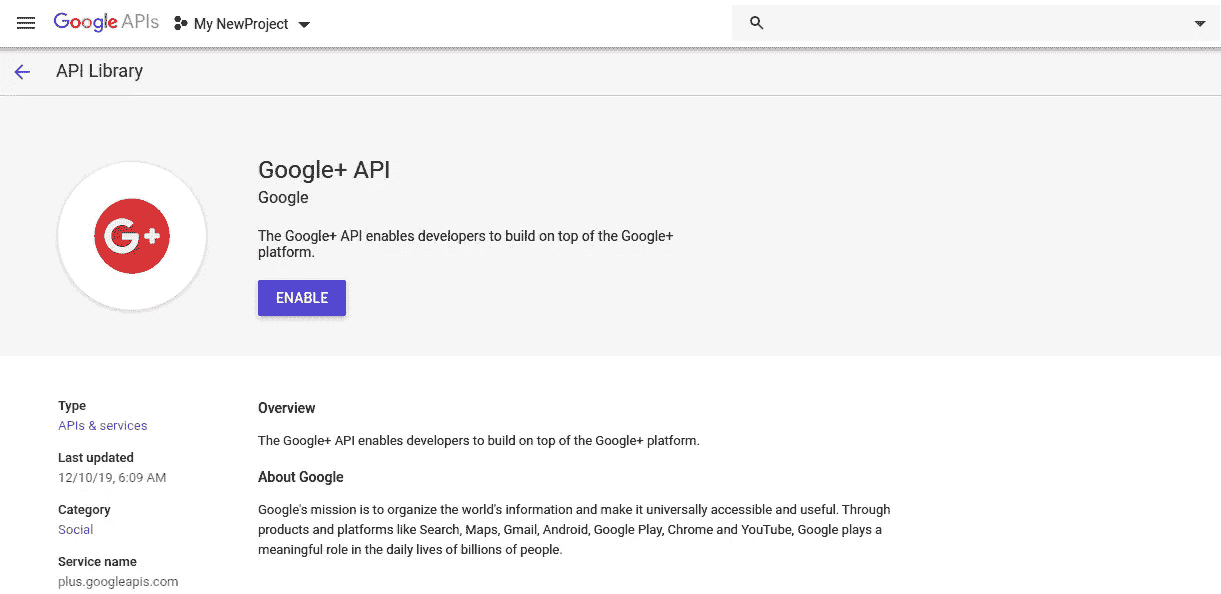 Google APIs My NewProject
API Library
Google+ API
Google
The Google+ API enables developers to build on top of the Google+
platform.
G+
ENABLE
Type
APIs & services
Last updated
12/10/19, 6:09 AM
Category
Social
Service name
plus.googleapis.com
Overview
The Google+ API enables developers to build on top of the Google+ platform.
About Google
Google's mission is to organize the world's information and make it universally accessible and useful. Through
products and platforms like Search, Maps, Gmail, Android, Google Play, Chrome and YouTube, Google plays a
meaningful role in the daily lives of billions of people.